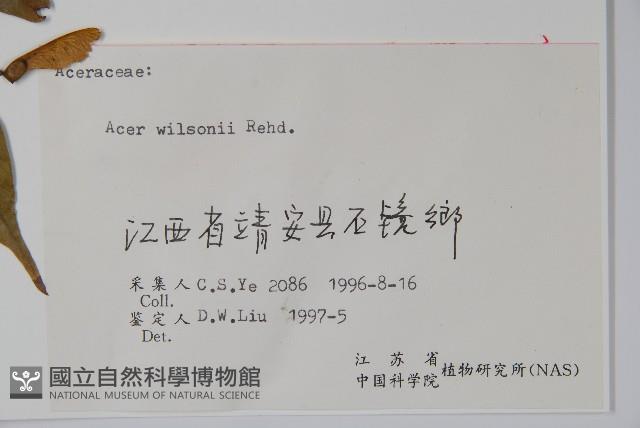 Aceraceae:
Acer wilsonii Rehd.
江西省靖安县石镜鄉
采集人 C.S.Ye 2086 1996-8-16
Coll.
鉴定人 D.W.Liu 1997-5
Det.
江苏省
中国科学院 植物研究所(NAS)
國立自然科學博物館
NATIONAL MUSEUM OF NATURAL SCIENCE